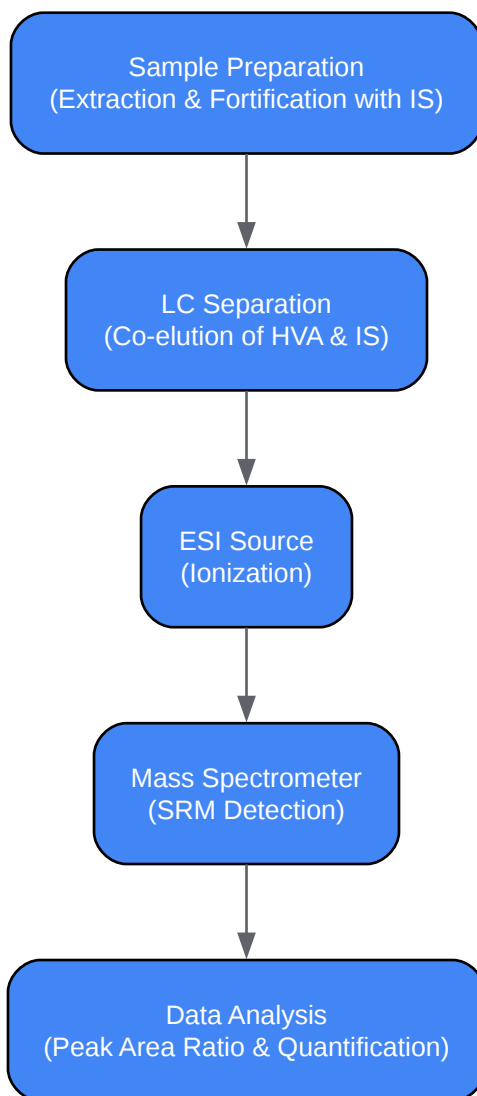 Sample Preparation
(Extraction & Fortification with IS)
LC Separation
(Co-elution of HVA & IS)
ESI Source
(Ionization)
Mass Spectrometer
(SRM Detection)
Data Analysis
(Peak Area Ratio & Quantification)